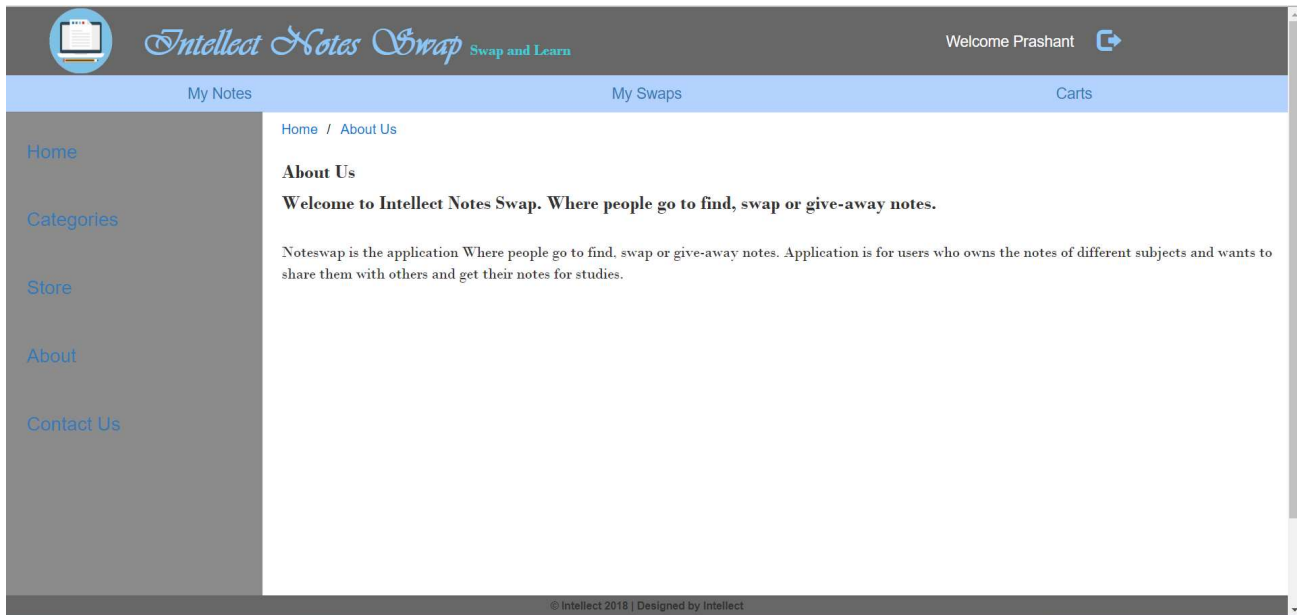 Intellect Notes Swap Swap and Learn
Welcome Prashant
My Notes
My Swaps
Carts
Home / About Us
Home
Categories
Store
About
Contact Us
About Us
Welcome to Intellect Notes Swap. Where people go to find, swap or give-away notes.
Noteswap is the application Where people go to find, swap or give-away notes. Application is for users who owns the notes of different subjects and wants to
share them with others and get their notes for studies.
© Intellect 2018 | Designed by Intellect